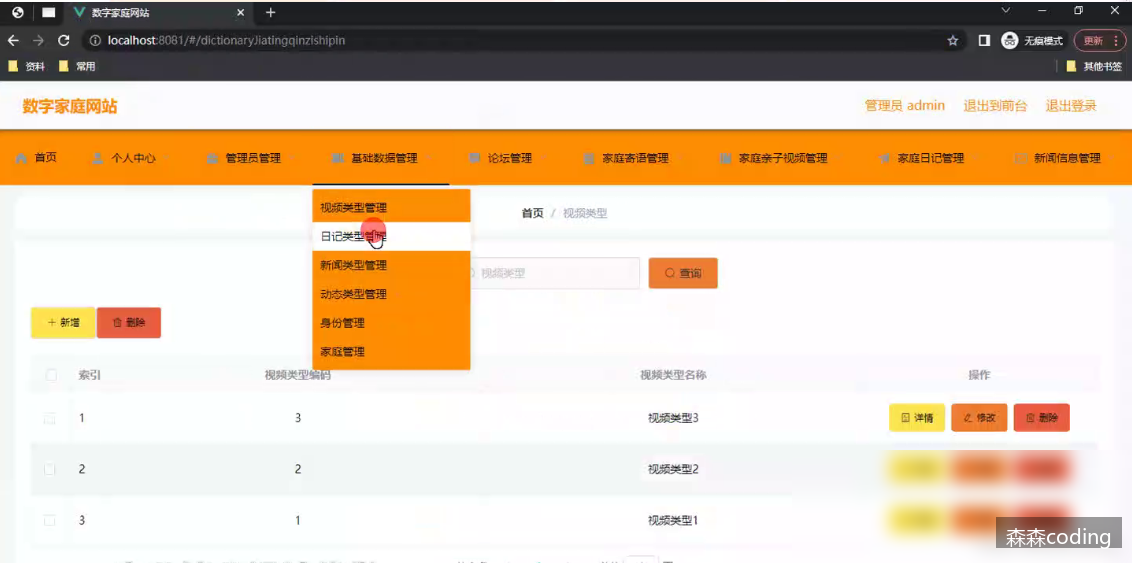 数字家庭网站
localhost:8081/#/dictionaryJiatingqinzishipin
无痕模式
更新
资料
常用
其他书签
数字家庭网站
管理员 admin 退出到前台 退出登录
首页 个人中心 管理员管理 基础数据管理 论坛管理 家庭寄语管理 家庭亲子视频管理 家庭日记管理 新闻信息管理
视频类型管理
日记类型管理
新闻类型管理
动态类型管理
身份管理
家庭管理
首页 / 视频类型
视频类型
查询
新增 删除
索引 视频类型编码 视频类型名称 操作
1 3 视频类型3 详情 修改 删除
2 2 视频类型2
3 1 视频类型1
森森coding